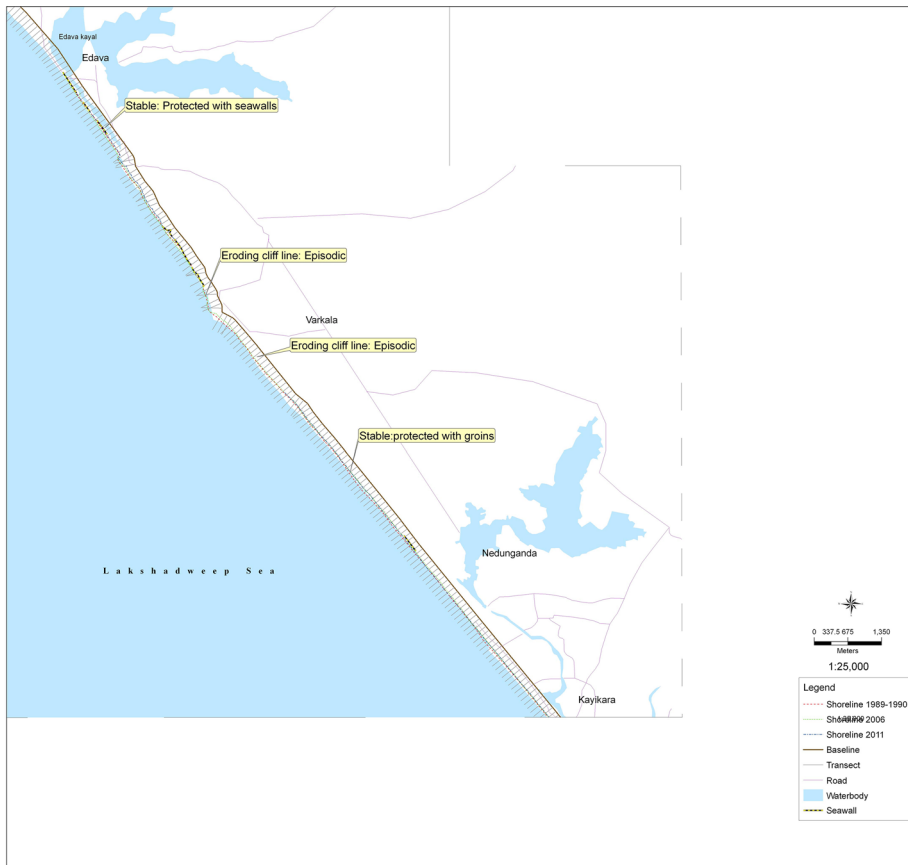 Edava kayal
Edava
Stable: Protected with seawalls
Eroding cliff line: Episodic
Varkala
Eroding cliff line: Episodic
Stable:protected with groins
Nedunganda
Lakshadweep Sea
Kayikara
0 337.5 675 1,350
Meters
1:25,000
Legend
Shoreline 1989-1990
Shoreline 2006
Shoreline 2011
Baseline
Transect
Road
Waterbody
Seawall